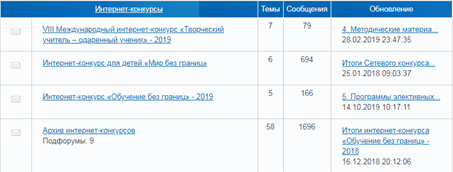 Интернет-конкурсы Темы Сообщения Обновление
VIII Международный интернет-конкурс «Творческий 7 79 4. Методические материа...
учитель – одаренный ученик» - 2019 28.02.2019 23:47:35
Интернет-конкурс для детей «Мир без границ» 6 694 Итоги Сетевого конкурса...
25.01.2019 09:03:37
Интернет-конкурс «Обучение без границ» - 2019 5 166 5. Программы элективных...
14.10.2019 10:17:11
Архив интернет-конкурсов 58 1696 Итоги интернет-конкурса
Подфорумы: 9 «Обучение без границ» -
2018
16.12.2018 20:12:06